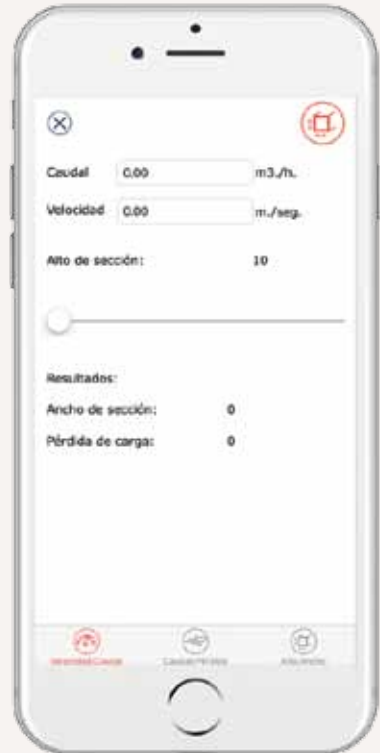 Caudal 0.00 m3./h.
Velocidad 0.00 m./seg.
Alto de sección: 10
Resultados:
Ancho de sección: 0
Pérdida de carga: 0